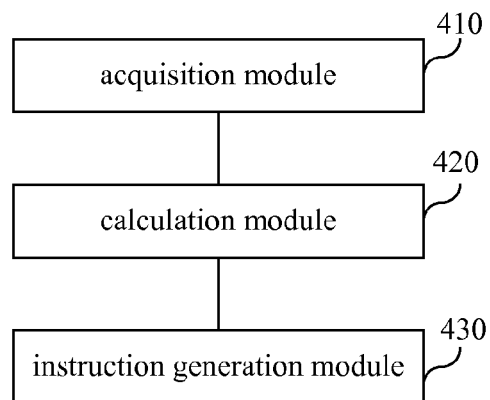 410
acquisition module
420
calculation module
430
instruction generation module